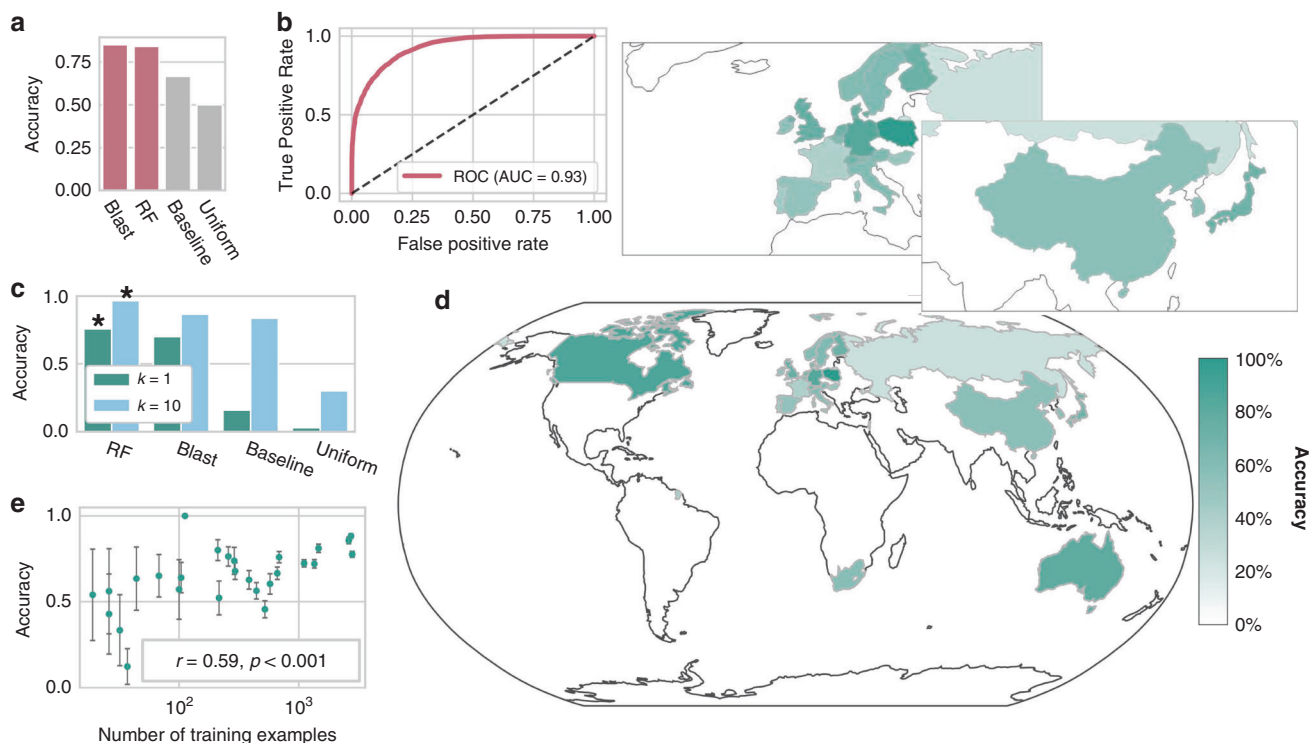 a
Accuracy
0.75
0.50
0.25
0.00
Blast
RF
Baseline
Uniform
b
True Positive Rate
1.0
0.5
0.0
ROC (AUC = 0.93)
0.00
0.25
0.50
0.75
1.00
False positive rate
c
Accuracy
1.0
0.5
0.0
k = 1
k = 10
*
*
RF
Blast
Baseline
Uniform
d
100%
80%
60%
40%
20%
0%
Accuracy
e
Accuracy
1.0
0.5
0.0
r = 0.59, p < 0.001
10²
10³
Number of training examples